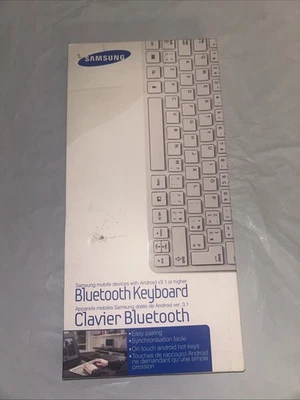 SAMSUNG
Samsung mobile devices with Android v3.1 or higher
Bluetooth Keyboard
Appareils mobiles Samsung dotés de Android ver. 3.1
Clavier Bluetooth
•Easy pairing
•Synchronisation facile
•On touch android hot keys
•Touches de raccourci Android
ne demandant qu'une simple
pression